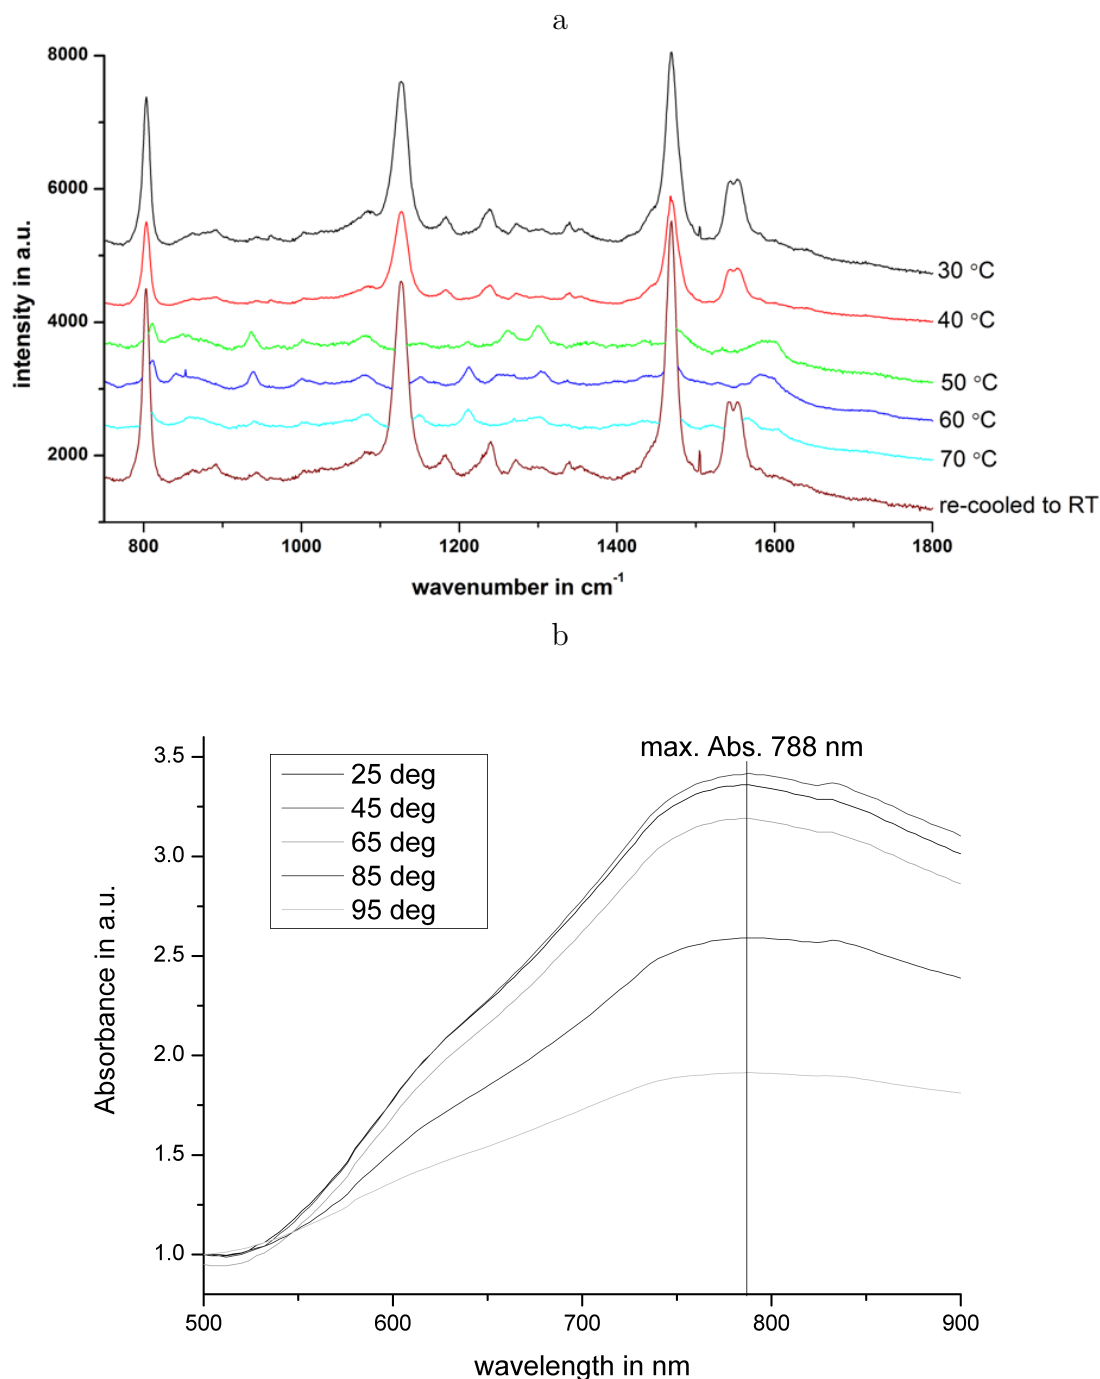 a
8000
6000
4000
2000
intensity in a.u.
30 °C
40 °C
50 °C
60 °C
70 °C
re-cooled to RT
800 1000 1200 1400 1600 1800
wavenumber in cm⁻¹
b
max. Abs. 788 nm
25 deg
45 deg
65 deg
85 deg
95 deg
3.5
3.0
2.5
2.0
1.5
1.0
Absorbance in a.u.
500 600 700 800 900
wavelength in nm